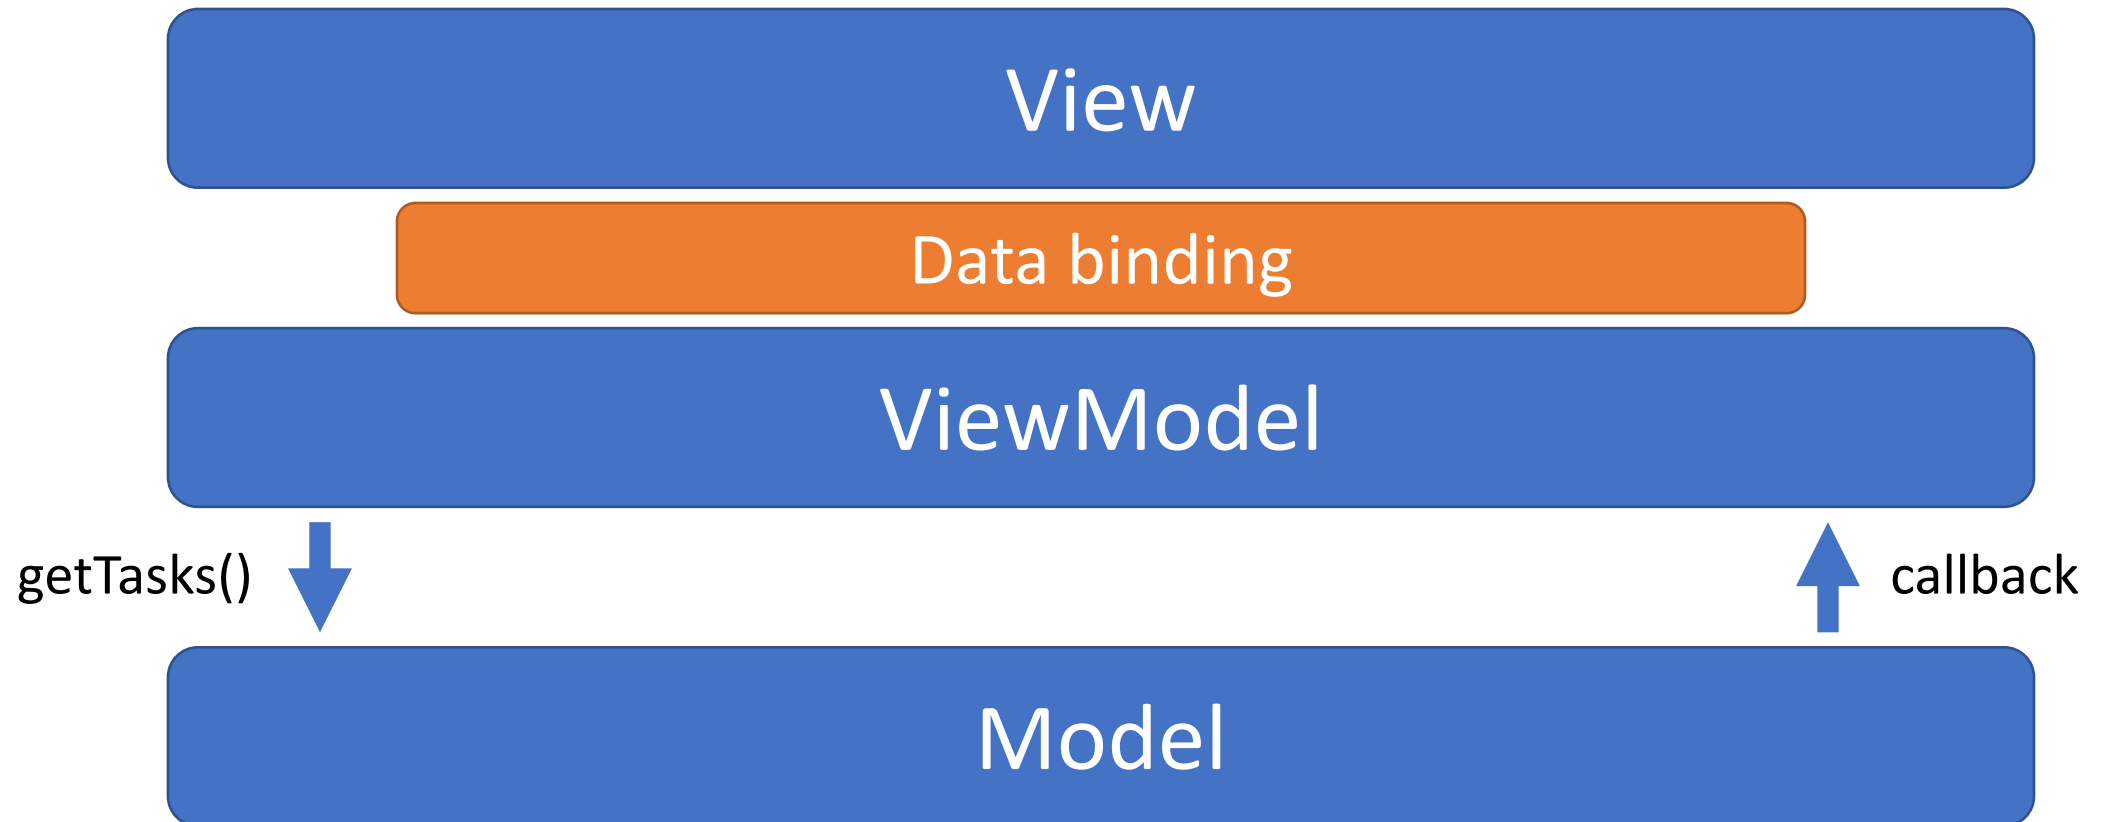 View
Data binding
ViewModel
getTasks()
callback
Model